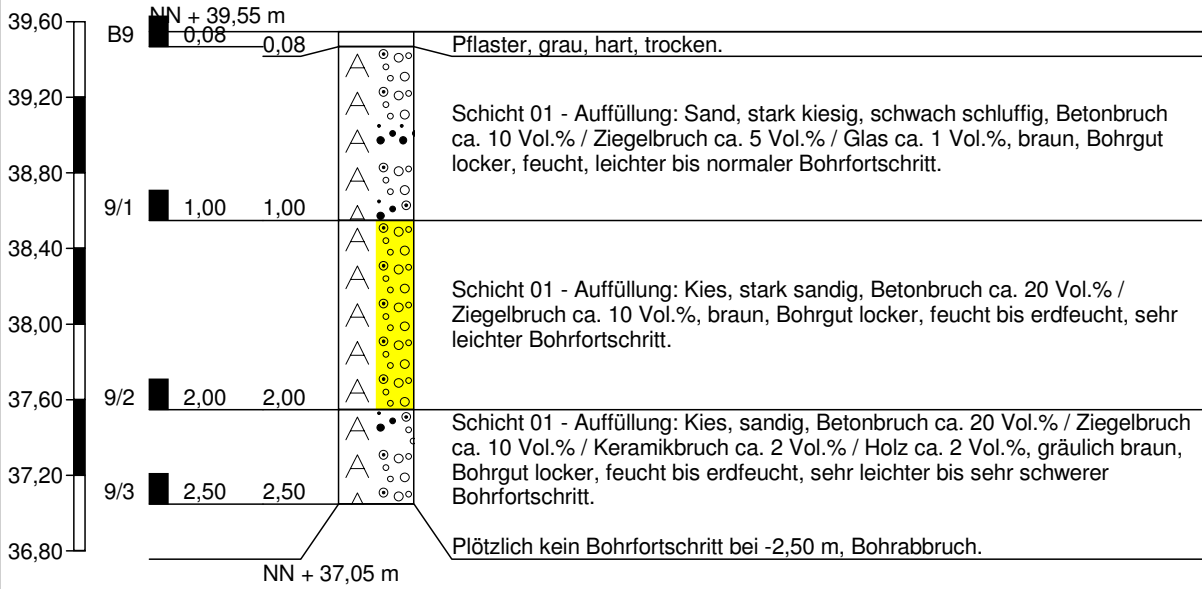 NN + 39,55 m
39,60
B9 0,08 0,08 Pflaster, grau, hart, trocken.
39,20
Schicht 01 - Auffüllung: Sand, stark kiesig, schwach schluffig, Betonbruch
ca. 10 Vol.% / Ziegelbruch ca. 5 Vol.% / Glas ca. 1 Vol.%, braun, Bohrgut
locker, feucht, leichter bis normaler Bohrfortschritt.
38,80
9/1 1,00 1,00
38,40
Schicht 01 - Auffüllung: Kies, stark sandig, Betonbruch ca. 20 Vol.% /
Ziegelbruch ca. 10 Vol.%, braun, Bohrgut locker, feucht bis erdfeucht, sehr
leichter Bohrfortschritt.
38,00
37,60
9/2 2,00 2,00
Schicht 01 - Auffüllung: Kies, sandig, Betonbruch ca. 20 Vol.% / Ziegelbruch
ca. 10 Vol.% / Keramikbruch ca. 2 Vol.% / Holz ca. 2 Vol.%, gräulich braun,
Bohrgut locker, feucht bis erdfeucht, sehr leichter bis sehr schwerer
Bohrfortschritt.
37,20
9/3 2,50 2,50
36,80
Plötzlich kein Bohrfortschritt bei -2,50 m, Bohrabbruch.
NN + 37,05 m